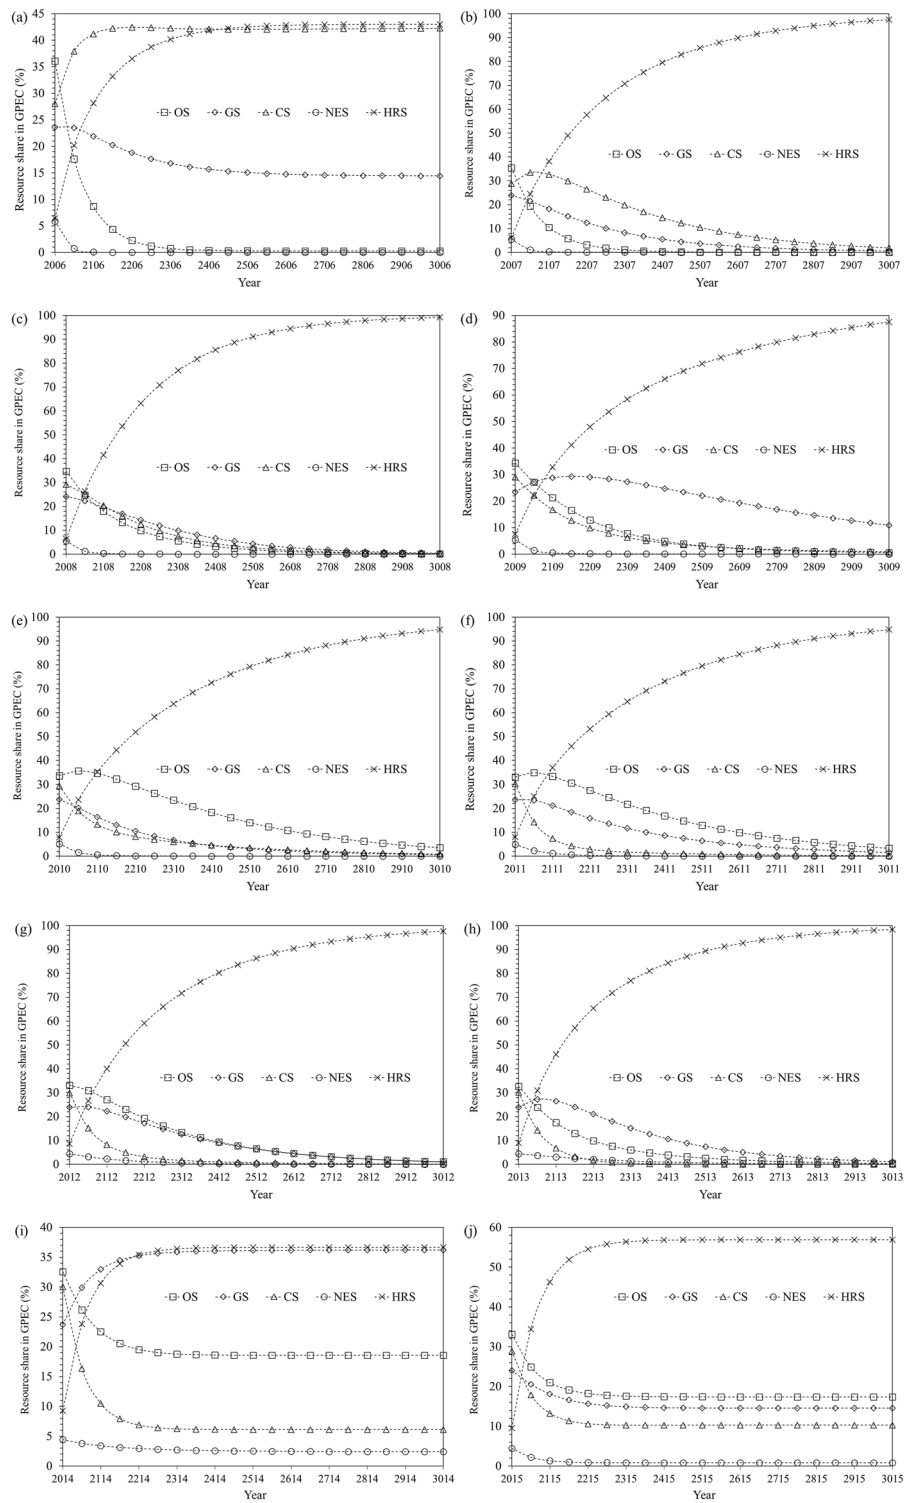 (a)
45
40
35
30
25
20
15
10
5
0
Resource share in GPEC (%)
OS GS CS NES HRS
2006 2106 2206 2306 2406 2506 2606 2706 2806 2906 3006
Year
(b)
100
90
80
70
60
50
40
30
20
10
0
Resource share in GPEC (%)
OS GS CS NES HRS
2007 2107 2207 2307 2407 2507 2607 2707 2807 2907 3007
Year
(c)
100
90
80
70
60
50
40
30
20
10
0
Resource share in GPEC (%)
OS GS CS NES HRS
2008 2108 2208 2308 2408 2508 2608 2708 2808 2908 3008
Year
(d)
90
80
70
60
50
40
30
20
10
0
Resource share in GPEC (%)
OS GS CS NES HRS
2009 2109 2209 2309 2409 2509 2609 2709 2809 2909 3009
Year
(e)
100
90
80
70
60
50
40
30
20
10
0
Resource share in GPEC (%)
OS GS CS NES HRS
2010 2110 2210 2310 2410 2510 2610 2710 2810 2910 3010
Year
(f)
100
90
80
70
60
50
40
30
20
10
0
Resource share in GPEC (%)
OS GS CS NES HRS
2011 2111 2211 2311 2411 2511 2611 2711 2811 2911 3011
Year
(g)
100
90
80
70
60
50
40
30
20
10
0
Resource share in GPEC (%)
OS GS CS NES HRS
2012 2112 2212 2312 2412 2512 2612 2712 2812 2912 3012
Year
(h)
100
90
80
70
60
50
40
30
20
10
0
Resource share in GPEC (%)
OS GS CS NES HRS
2013 2113 2213 2313 2413 2513 2613 2713 2813 2913 3013
Year
(i)
40
35
30
25
20
15
10
5
0
Resource share in GPEC (%)
OS GS CS NES HRS
2014 2114 2214 2314 2414 2514 2614 2714 2814 2914 3014
Year
(j)
60
50
40
30
20
10
0
Resource share in GPEC (%)
OS GS CS NES HRS
2015 2115 2215 2315 2415 2515 2615 2715 2815 2915 3015
Year